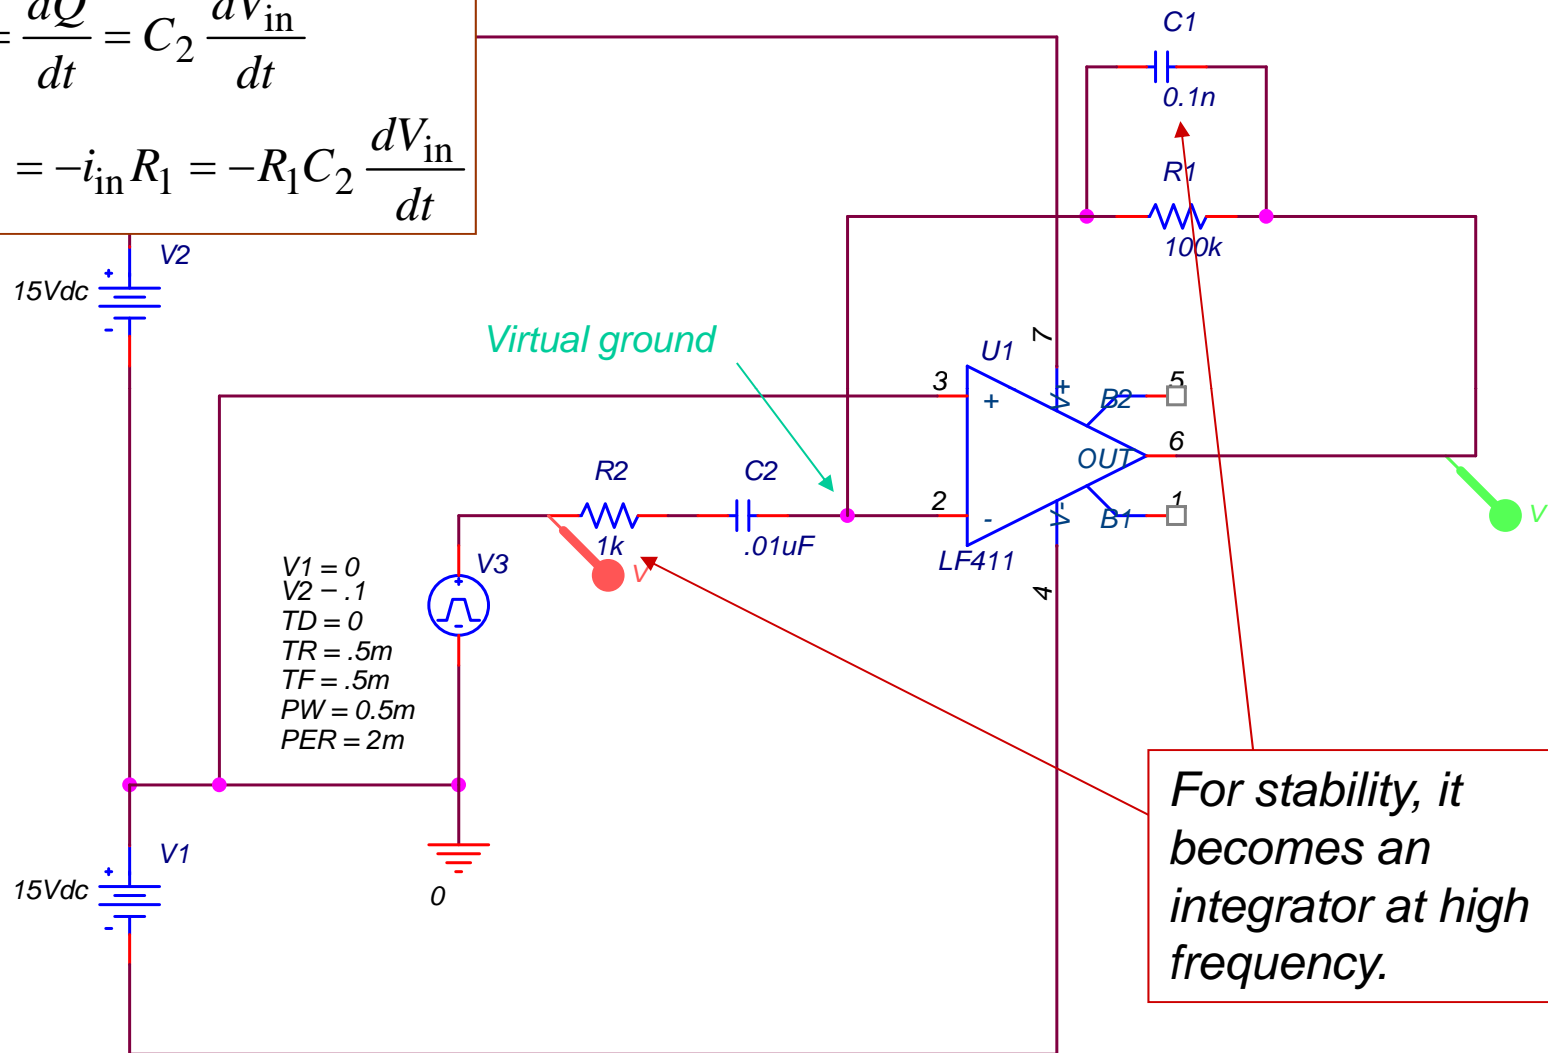 = dQ/dt = C₂ dV_in/dt
= −i_in R₁ = −R₁C₂ dV_in/dt
C1
0.1n
R1
100k
V2
15Vdc
+
-
Virtual ground
U1
7
3
+
V+
B2
5
6
OUT
2
-
V-
B1
1
LF411
4
R2
1k
C2
.01uF
V
V
V3
+
-
V1 = 0
V2 - .1
TD = 0
TR = .5m
TF = .5m
PW = 0.5m
PER = 2m
V1
15Vdc
+
-
0
For stability, it
becomes an
integrator at high
frequency.